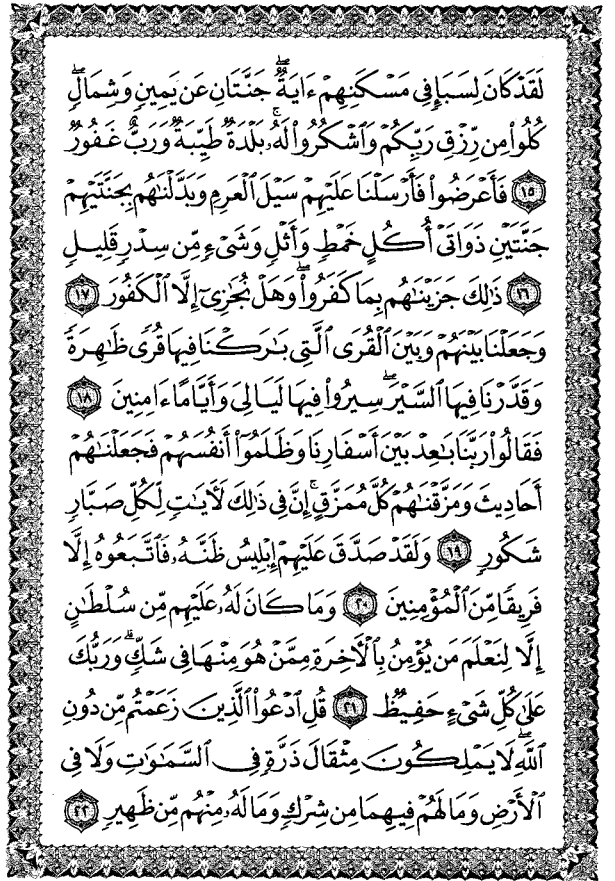 لَقَدْ كَانَ لِسَبَإٍ فِى مَسْكَنِهِمْ ءَايَةٌ ۖ جَنَّتَانِ عَن يَمِينٍ وَشِمَالٍ ۖ
كُلُوا۟ مِن رِّزْقِ رَبِّكُمْ وَٱشْكُرُوا۟ لَهُۥ ۚ بَلْدَةٌ طَيِّبَةٌ وَرَبٌّ غَفُورٌ
١٥ فَأَعْرَضُوا۟ فَأَرْسَلْنَا عَلَيْهِمْ سَيْلَ ٱلْعَرِمِ وَبَدَّلْنَٰهُم بِجَنَّتَيْهِمْ
جَنَّتَيْنِ ذَوَاتَىْ أُكُلٍ خَمْطٍ وَأَثْلٍ وَشَىْءٍ مِّن سِدْرٍ قَلِيلٍ
١٦ ذَٰلِكَ جَزَيْنَٰهُم بِمَا كَفَرُوا۟ ۖ وَهَلْ نُجَٰزِىٓ إِلَّا ٱلْكَفُورَ ١٧
وَجَعَلْنَا بَيْنَهُمْ وَبَيْنَ ٱلْقُرَى ٱلَّتِى بَٰرَكْنَا فِيهَا قُرًى ظَٰهِرَةً
وَقَدَّرْنَا فِيهَا ٱلسَّيْرَ ۖ سِيرُوا۟ فِيهَا لَيَالِىَ وَأَيَّامًا ءَامِنِينَ ١٨
فَقَالُوا۟ رَبَّنَا بَٰعِدْ بَيْنَ أَسْفَارِنَا وَظَلَمُوٓا۟ أَنفُسَهُمْ فَجَعَلْنَٰهُمْ
أَحَادِيثَ وَمَزَّقْنَٰهُمْ كُلَّ مُمَزَّقٍ ۚ إِنَّ فِى ذَٰلِكَ لَءَايَٰتٍ لِّكُلِّ صَبَّارٍ
شَكُورٍ ١٩ وَلَقَدْ صَدَّقَ عَلَيْهِمْ إِبْلِيسُ ظَنَّهُۥ فَٱتَّبَعُوهُ إِلَّا
فَرِيقًا مِّنَ ٱلْمُؤْمِنِينَ ٢٠ وَمَا كَانَ لَهُۥ عَلَيْهِم مِّن سُلْطَٰنٍ
إِلَّا لِنَعْلَمَ مَن يُؤْمِنُ بِٱلْءَاخِرَةِ مِمَّنْ هُوَ مِنْهَا فِى شَكٍّ ۗ وَرَبُّكَ
عَلَىٰ كُلِّ شَىْءٍ حَفِيظٌ ٢١ قُلِ ٱدْعُوا۟ ٱلَّذِينَ زَعَمْتُم مِّن دُونِ
ٱللَّهِ ۖ لَا يَمْلِكُونَ مِثْقَالَ ذَرَّةٍ فِى ٱلسَّمَٰوَٰتِ وَلَا فِى
ٱلْأَرْضِ وَمَا لَهُمْ فِيهِمَا مِن شِرْكٍ وَمَا لَهُۥ مِنْهُم مِّن ظَهِيرٍ ٢٢